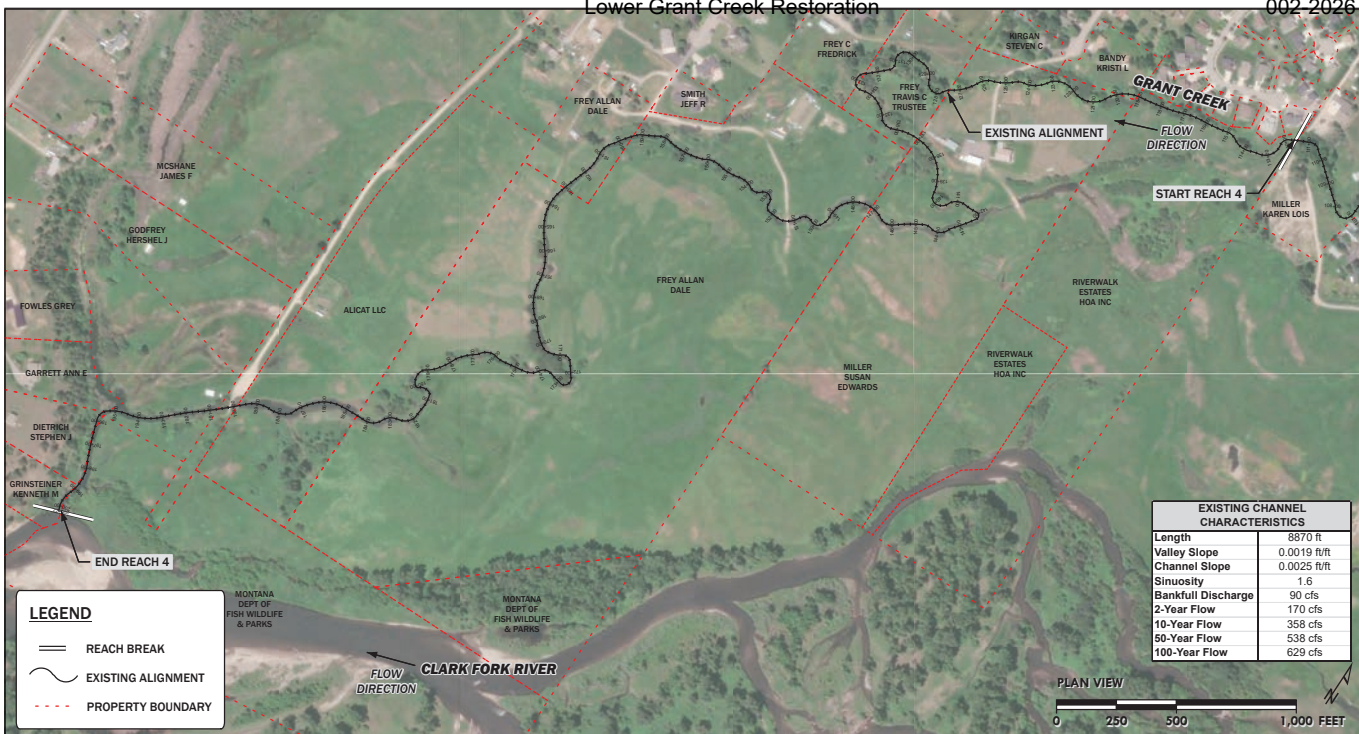 Lower Grant Creek Restoration
002-2026
FREY C
FREDRICK
KIRGAN
STEVEN C
BANDY
KRISTI L
GRANT CREEK
FREY ALLAN
DALE
SMITH
JEFF R
FREY
TRAVIS C
TRUSTEE
EXISTING ALIGNMENT
FLOW
DIRECTION
START REACH 4
MILLER
KAREN LOIS
MCSHANE
JAMES F
GODFREY
HERSHEL J
FOWLES GREY
ALICAT LLC
FREY ALLAN
DALE
RIVERWALK
ESTATES
HOA INC
GARRETT ANN E
MILLER
SUSAN
EDWARDS
RIVERWALK
ESTATES
HOA INC
DIETRICH
STEPHEN J
GRINSTEINER
KENNETH M
END REACH 4
MONTANA
DEPT OF
FISH WILDLIFE
& PARKS
MONTANA
DEPT OF
FISH WILDLIFE
& PARKS
FLOW
DIRECTION
CLARK FORK RIVER
LEGEND
REACH BREAK
EXISTING ALIGNMENT
PROPERTY BOUNDARY
EXISTING CHANNEL
CHARACTERISTICS
Length 8870 ft
Valley Slope 0.0019 ft/ft
Channel Slope 0.0025 ft/ft
Sinuosity 1.6
Bankfull Discharge 90 cfs
2-Year Flow 170 cfs
10-Year Flow 358 cfs
50-Year Flow 538 cfs
100-Year Flow 629 cfs
PLAN VIEW
N
0 250 500 1,000 FEET